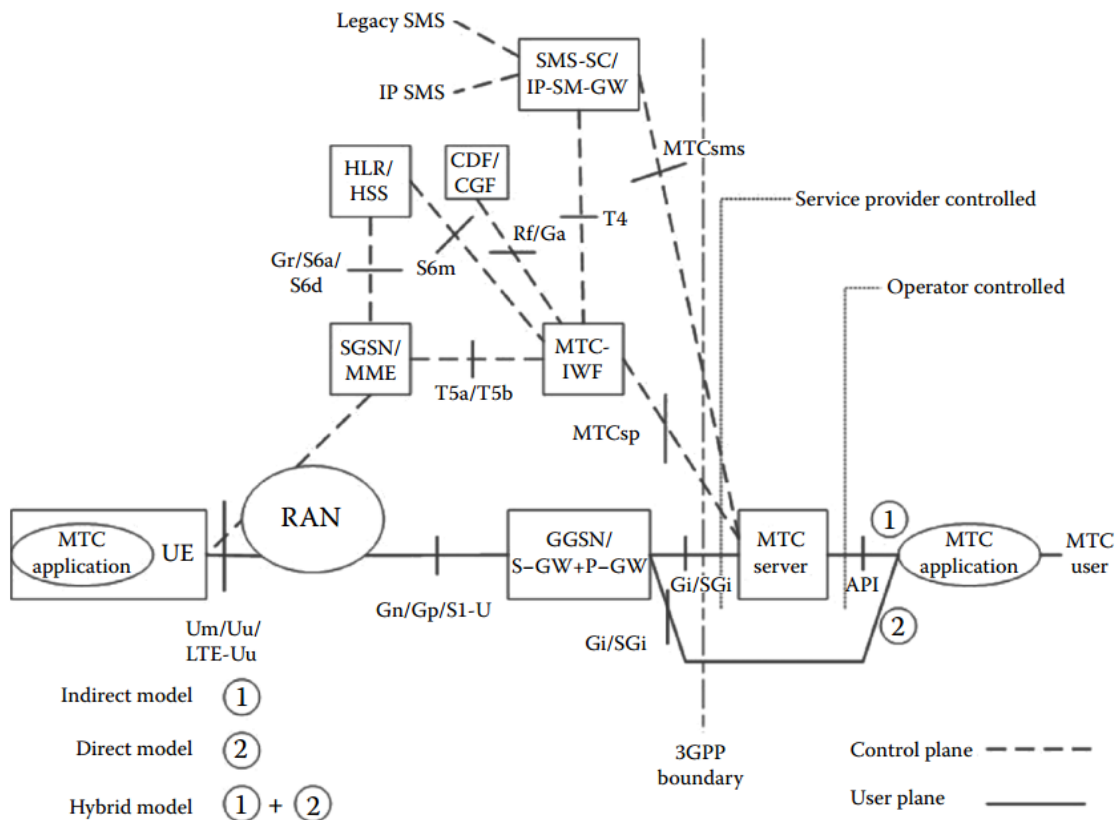 Legacy SMS
IP SMS
SMS-SC/
IP-SM-GW
MTCsms
HLR/
HSS
CDF/
CGF
T4
Rf/Ga
S6m
Gr/S6a/
S6d
Service provider controlled
Operator controlled
SGSN/
MME
T5a/T5b
MTC-
IWF
MTCsp
MTC
application
UE
RAN
GGSN/
S–GW+P–GW
Gi/SGi
MTC
server
API
1
MTC
application
MTC
user
2
Gn/Gp/S1-U
Gi/SGi
Um/Uu/
LTE-Uu
Indirect model 1
Direct model 2
Hybrid model 1 + 2
3GPP
boundary
Control plane
User plane